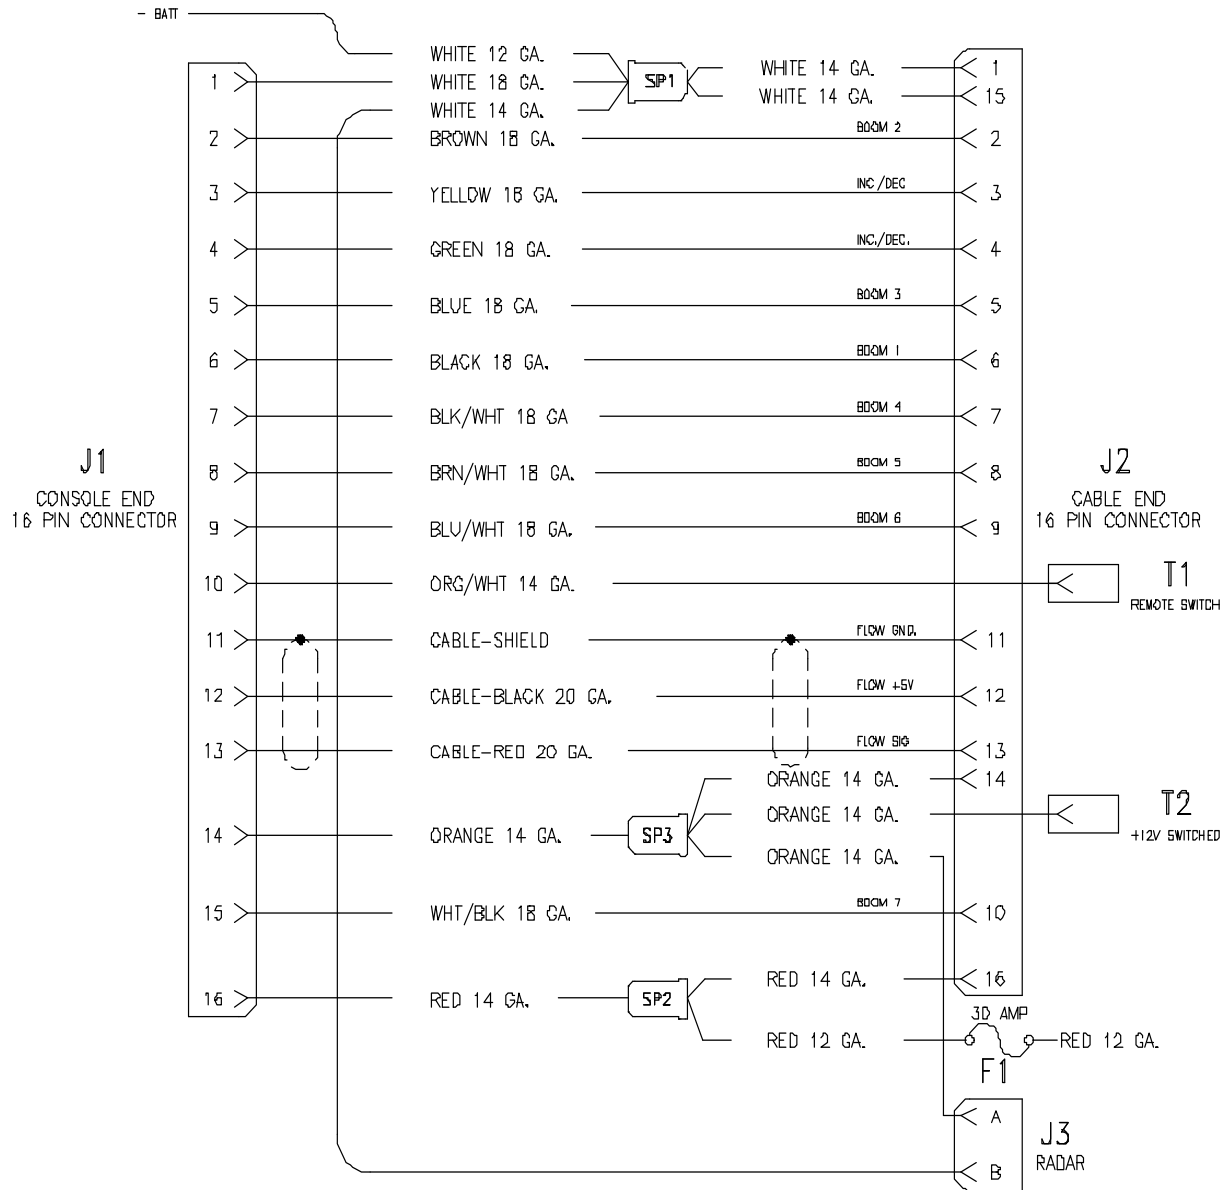 - BATT
WHITE 12 GA.
1 WHITE 18 GA. SP1 WHITE 14 GA. 1
WHITE 14 GA. WHITE 14 GA. 15
2 BROWN 18 GA. BOOM 2 2
3 YELLOW 18 GA. INC/DEC 3
4 GREEN 18 GA. INC./DEC. 4
5 BLUE 18 GA. BOOM 3 5
6 BLACK 18 GA. BOOM 1 6
7 BLK/WHT 18 GA BOOM 4 7
J1
CONSOLE END
16 PIN CONNECTOR
8 BRN/WHT 18 GA. BOOM 5 8
9 BLU/WHT 18 GA. BOOM 6 9
J2
CABLE END
16 PIN CONNECTOR
10 ORG/WHT 14 GA. T1
REMOTE SWITCH
11 CABLE-SHIELD FLOW GND. 11
12 CABLE-BLACK 20 GA. FLOW +5V 12
13 CABLE-RED 20 GA. FLOW SIG 13
ORANGE 14 GA. 14
ORANGE 14 GA. T2
+12V SWITCHED
14 ORANGE 14 GA. SP3
ORANGE 14 GA.
15 WHT/BLK 18 GA. BOOM 7 10
RED 14 GA. 16
16 RED 14 GA. SP2
30 AMP
RED 12 GA. RED 12 GA.
F1
A
J3
RADAR
B